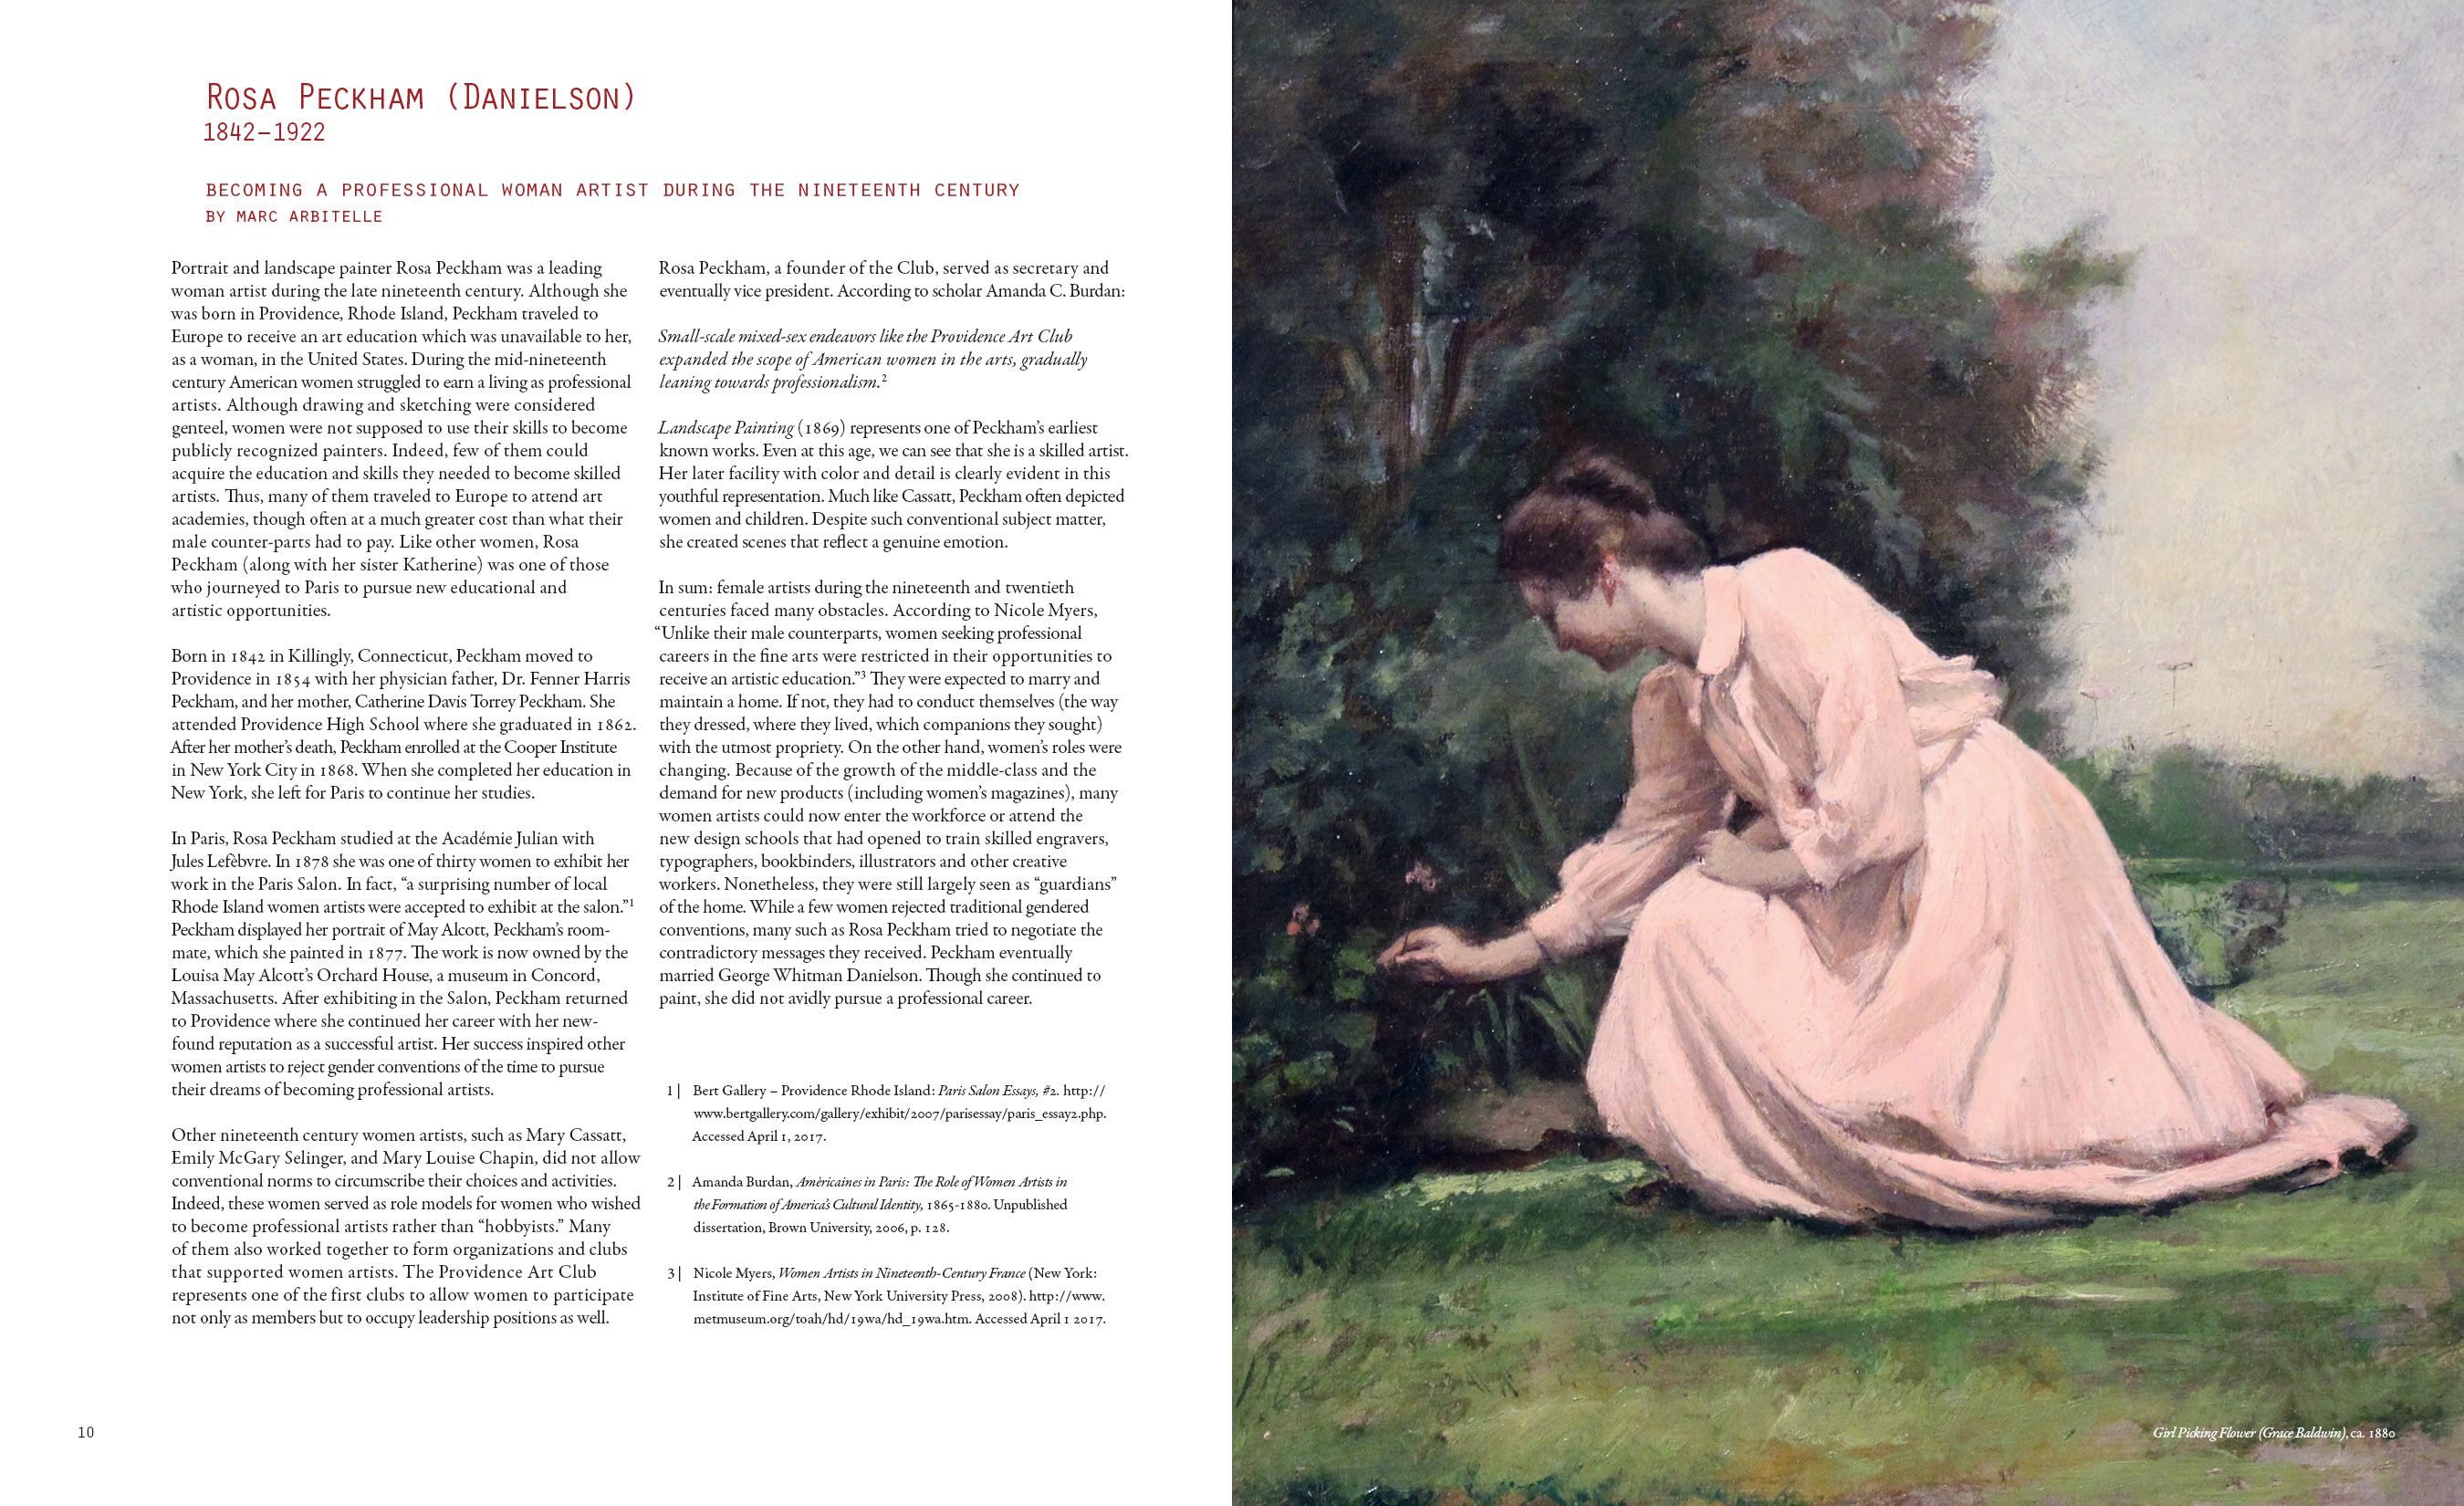 Rosa Peckham (Danielson)
1842–1922
BECOMING A PROFESSIONAL WOMAN ARTIST DURING THE NINETEENTH CENTURY
BY MARC ARBITELLE
Portrait and landscape painter Rosa Peckham was a leading
woman artist during the late nineteenth century. Although she
was born in Providence, Rhode Island, Peckham traveled to
Europe to receive an art education which was unavailable to her,
as a woman, in the United States. During the mid-nineteenth
century American women struggled to earn a living as professional
artists. Although drawing and sketching were considered
genteel, women were not supposed to use their skills to become
publicly recognized painters. Indeed, few of them could
acquire the education and skills they needed to become skilled
artists. Thus, many of them traveled to Europe to attend art
academies, though often at a much greater cost than what their
male counter-parts had to pay. Like other women, Rosa
Peckham (along with her sister Katherine) was one of those
who journeyed to Paris to pursue new educational and
artistic opportunities.
Born in 1842 in Killingly, Connecticut, Peckham moved to
Providence in 1854 with her physician father, Dr. Fenner Harris
Peckham, and her mother, Catherine Davis Torrey Peckham. She
attended Providence High School where she graduated in 1862.
After her mother's death, Peckham enrolled at the Cooper Institute
in New York City in 1868. When she completed her education in
New York, she left for Paris to continue her studies.
In Paris, Rosa Peckham studied at the Académie Julian with
Jules Lefèbvre. In 1878 she was one of thirty women to exhibit her
work in the Paris Salon. In fact, “a surprising number of local
Rhode Island women artists were accepted to exhibit at the salon.”1
Peckham displayed her portrait of May Alcott, Peckham’s room-
mate, which she painted in 1877. The work is now owned by the
Louisa May Alcott’s Orchard House, a museum in Concord,
Massachusetts. After exhibiting in the Salon, Peckham returned
to Providence where she continued her career with her new-
found reputation as a successful artist. Her success inspired other
women artists to reject gender conventions of the time to pursue
their dreams of becoming professional artists.
Other nineteenth century women artists, such as Mary Cassatt,
Emily McGary Selinger, and Mary Louise Chapin, did not allow
conventional norms to circumscribe their choices and activities.
Indeed, these women served as role models for women who wished
to become professional artists rather than “hobbyists.” Many
of them also worked together to form organizations and clubs
that supported women artists. The Providence Art Club
represents one of the first clubs to allow women to participate
not only as members but to occupy leadership positions as well.
Rosa Peckham, a founder of the Club, served as secretary and
eventually vice president. According to scholar Amanda C. Burdan:
Small-scale mixed-sex endeavors like the Providence Art Club
expanded the scope of American women in the arts, gradually
leaning towards professionalism.2
Landscape Painting (1869) represents one of Peckham’s earliest
known works. Even at this age, we can see that she is a skilled artist.
Her later facility with color and detail is clearly evident in this
youthful representation. Much like Cassatt, Peckham often depicted
women and children. Despite such conventional subject matter,
she created scenes that reflect a genuine emotion.
In sum: female artists during the nineteenth and twentieth
centuries faced many obstacles. According to Nicole Myers,
“Unlike their male counterparts, women seeking professional
careers in the fine arts were restricted in their opportunities to
receive an artistic education.”3 They were expected to marry and
maintain a home. If not, they had to conduct themselves (the way
they dressed, where they lived, which companions they sought)
with the utmost propriety. On the other hand, women’s roles were
changing. Because of the growth of the middle-class and the
demand for new products (including women’s magazines), many
women artists could now enter the workforce or attend the
new design schools that had opened to train skilled engravers,
typographers, bookbinders, illustrators and other creative
workers. Nonetheless, they were still largely seen as “guardians”
of the home. While a few women rejected traditional gendered
conventions, many such as Rosa Peckham tried to negotiate the
contradictory messages they received. Peckham eventually
married George Whitman Danielson. Though she continued to
paint, she did not avidly pursue a professional career.
1| Bert Gallery – Providence Rhode Island: Paris Salon Essays, #2. http://
www.bertgallery.com/gallery/exhibit/2007/parisessay/paris_essay2.php.
Accessed April 1, 2017.
2| Amanda Burdan, Amèricaines in Paris: The Role of Women Artists in
the Formation of America’s Cultural Identity, 1865-1880. Unpublished
dissertation, Brown University, 2006, p. 128.
3| Nicole Myers, Women Artists in Nineteenth-Century France (New York:
Institute of Fine Arts, New York University Press, 2008). http://www.
metmuseum.org/toah/hd/19wa/hd_19wa.htm. Accessed April 1 2017.
10
Girl Picking Flower (Grace Baldwin), ca. 1880